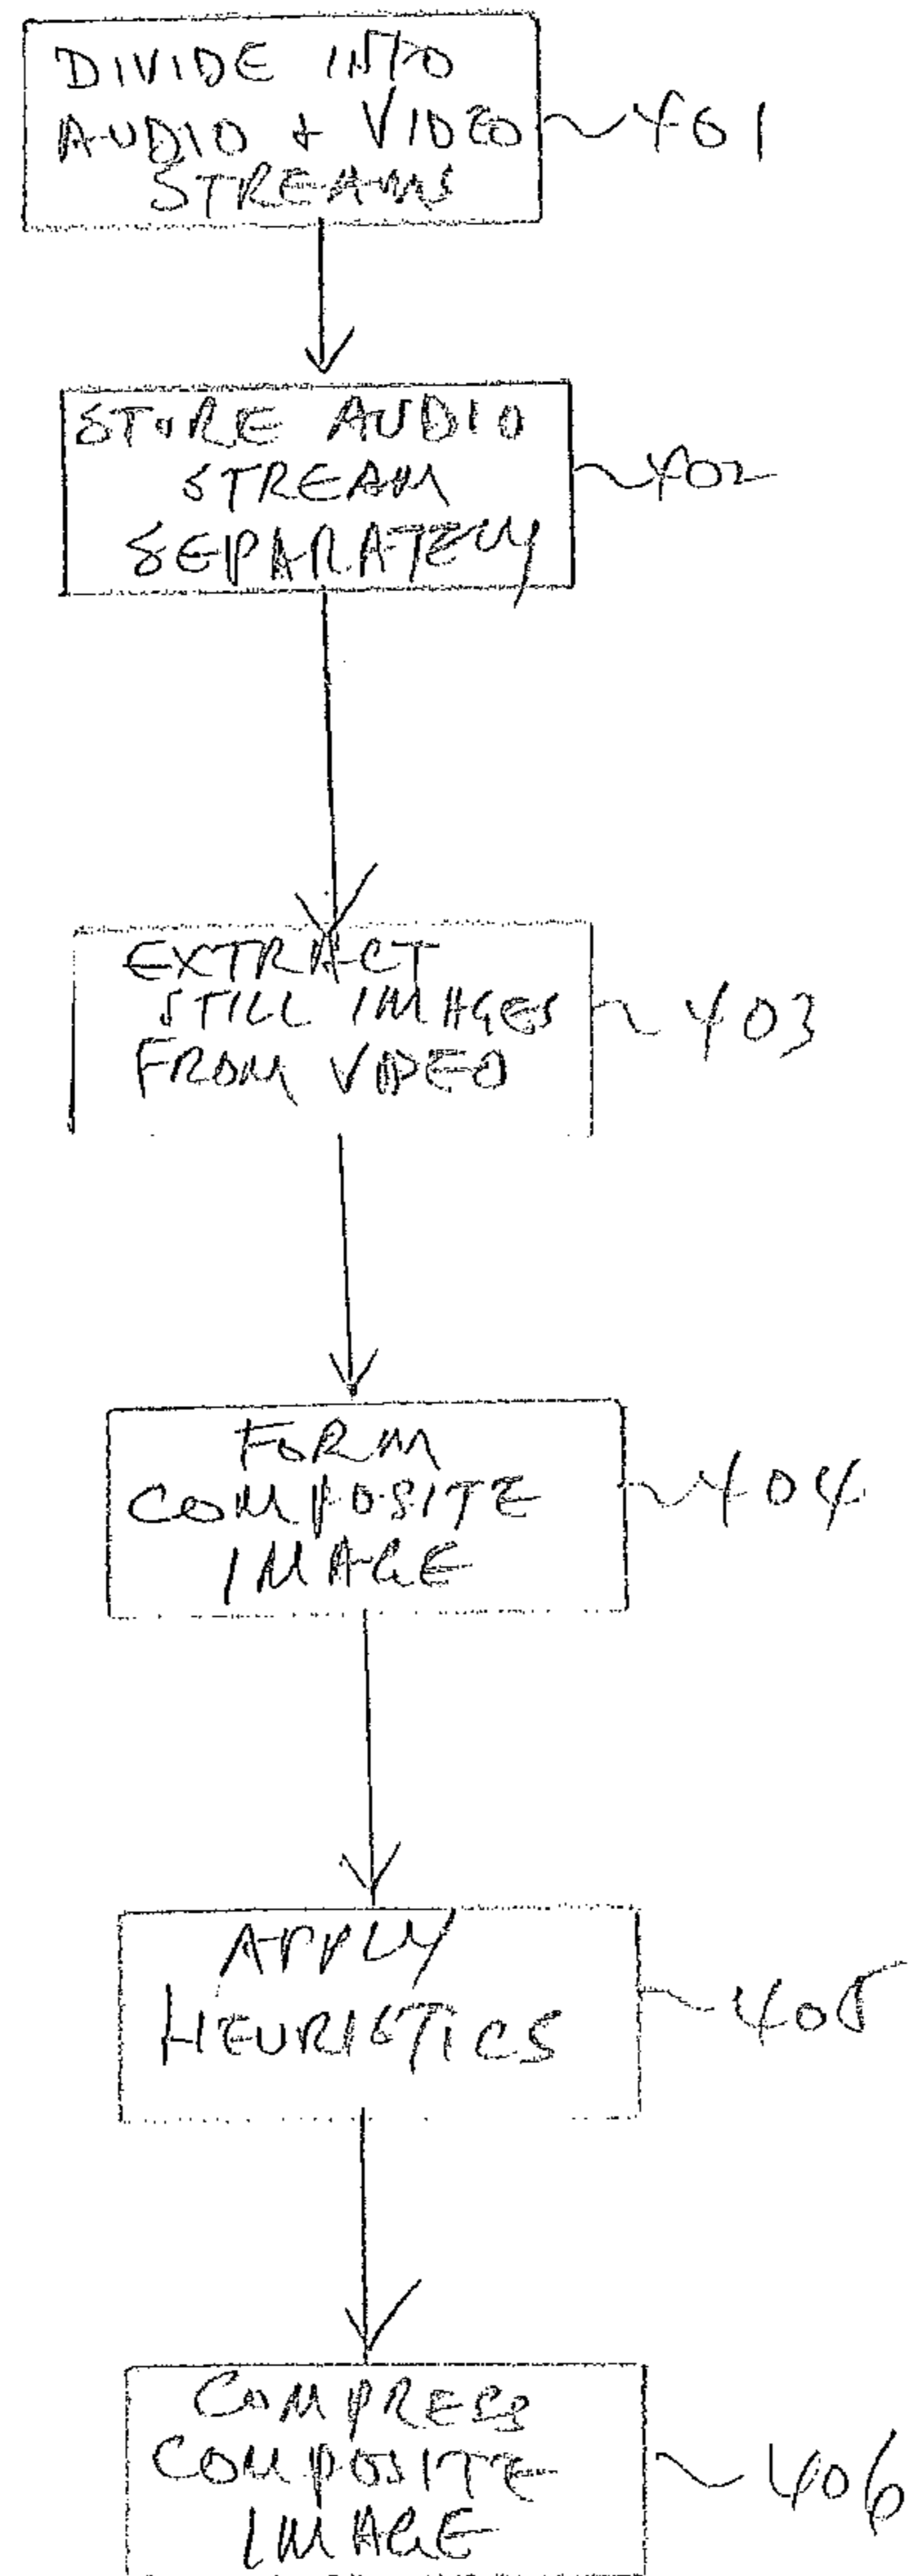 DIVIDE INTO
AUDIO + VIDEO
STREAMS
401
STORE AUDIO
STREAM
SEPARATELY
402
EXTRACT
STILL IMAGES
FROM VIDEO
403
FORM
COMPOSITE
IMAGE
404
APPLY
HEURISTICS
405
COMPRESS
COMPOSITE
IMAGE
406